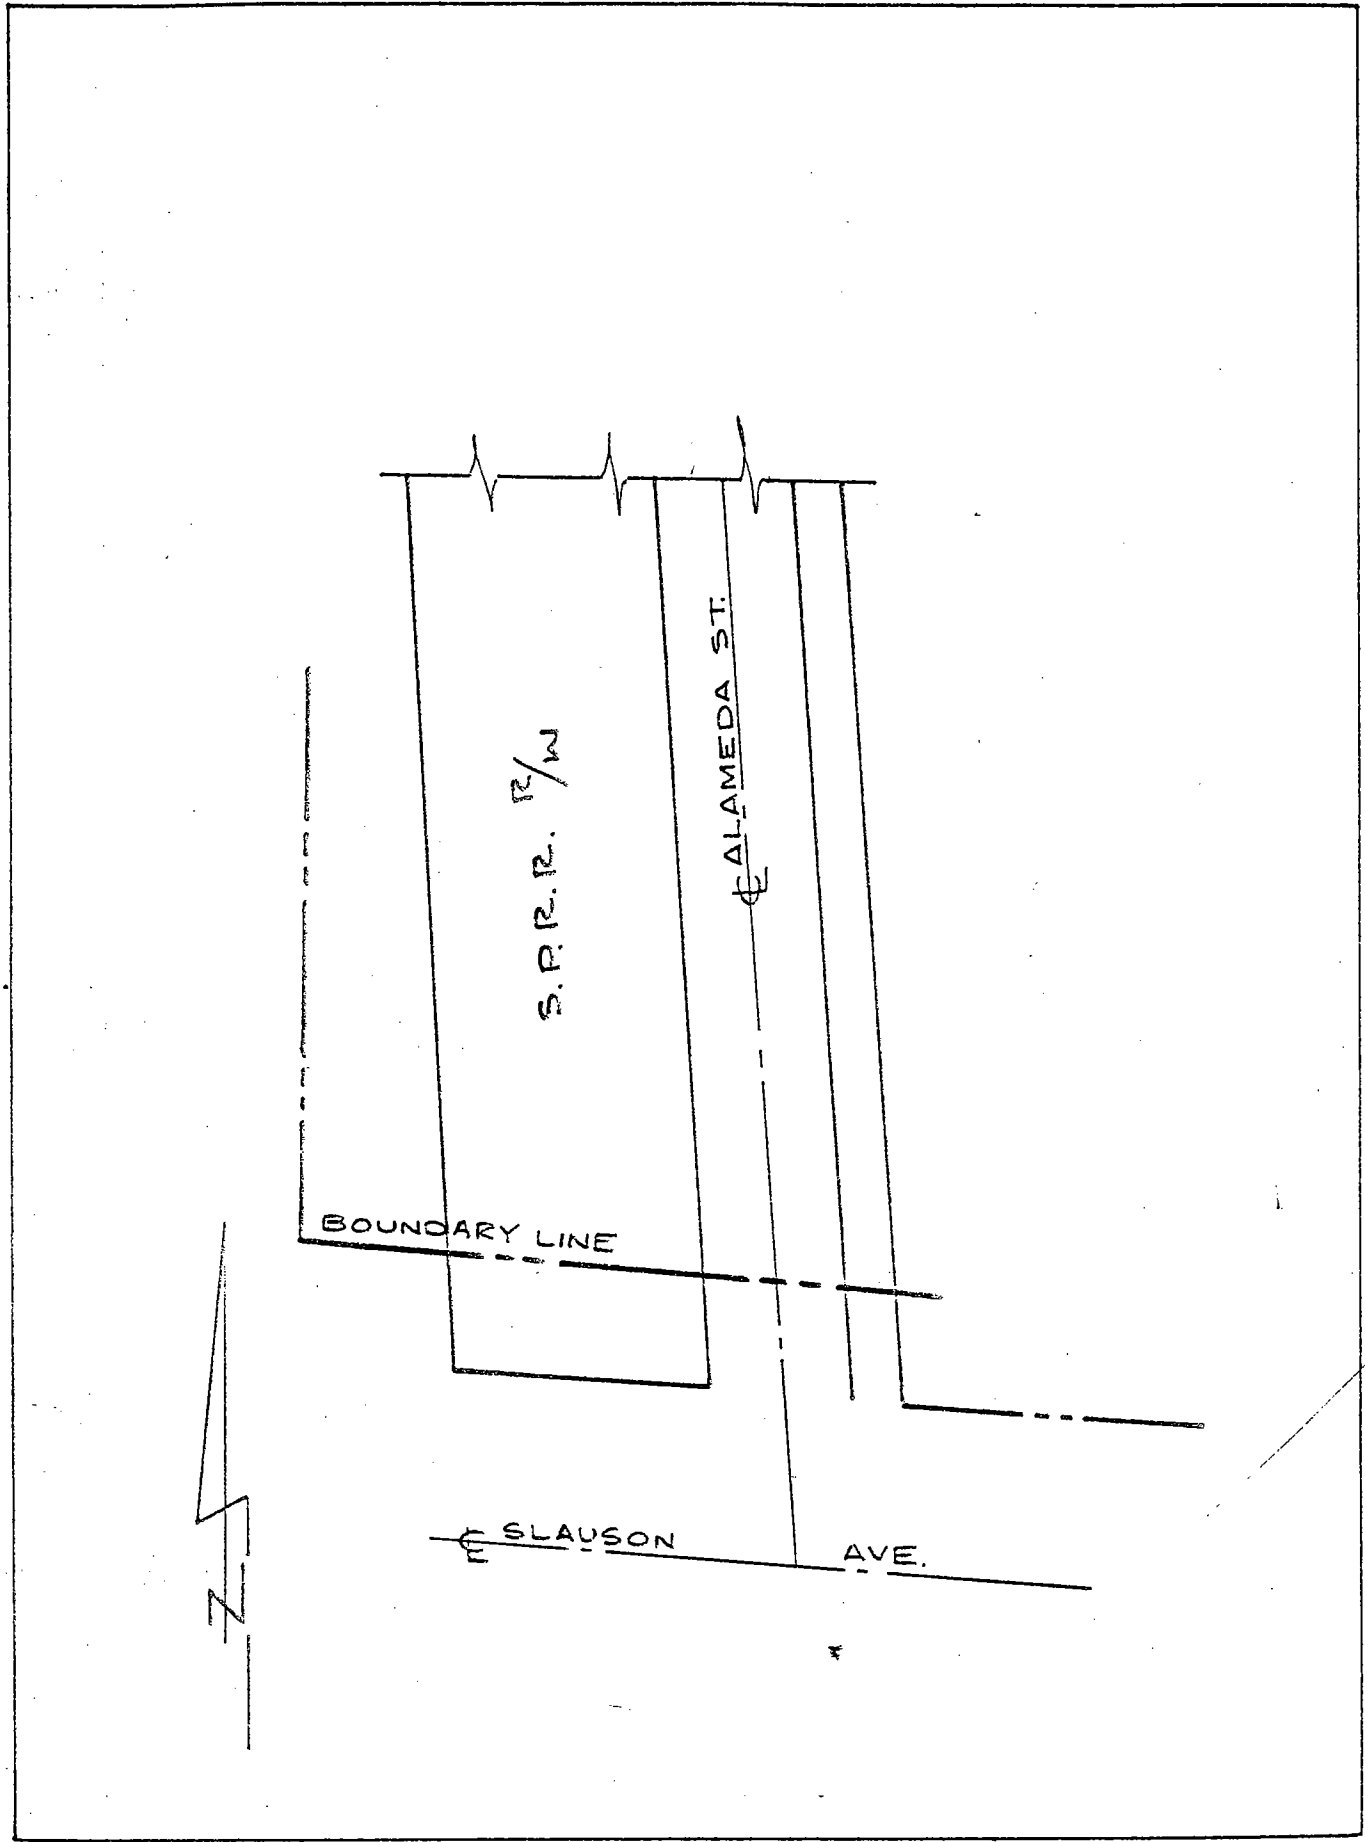 ℄ ALAMEDA ST.
S.P.R.R. R/W
BOUNDARY LINE
℄ SLAUSON AVE.
N